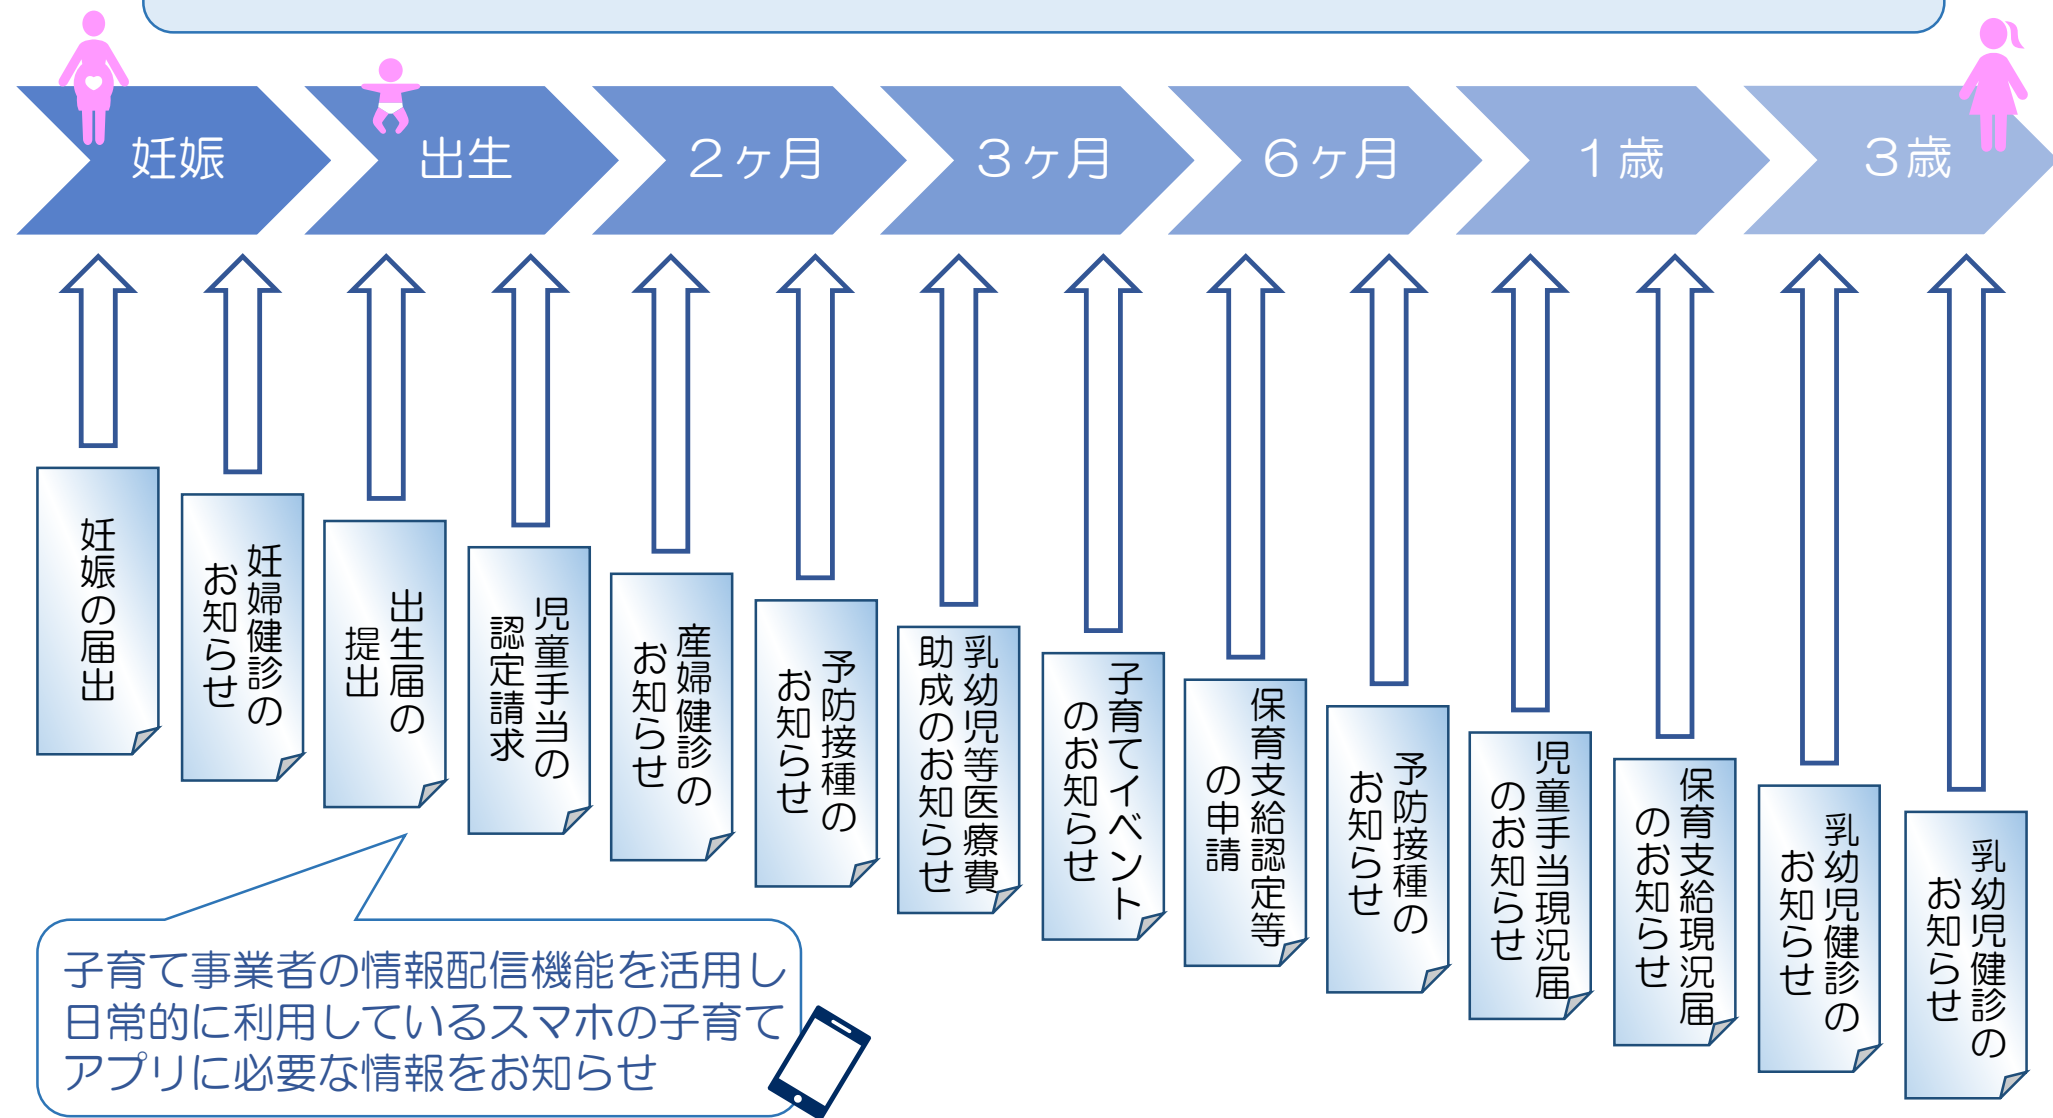 妊娠
出生
２ヶ月
３ヶ月
６ヶ月
１歳
３歳
妊娠の届出
妊婦健診の
お知らせ
出生届の
提出
児童手当の
認定請求
産婦健診の
お知らせ
予防接種の
お知らせ
乳幼児等医療費
助成のお知らせ
子育てイベント
のお知らせ
保育支給認定等
の申請
予防接種の
お知らせ
児童手当現況届
のお知らせ
保育支給現況届
のお知らせ
乳幼児健診の
お知らせ
乳幼児健診の
お知らせ
子育て事業者の情報配信機能を活用し
日常的に利用しているスマホの子育て
アプリに必要な情報をお知らせ